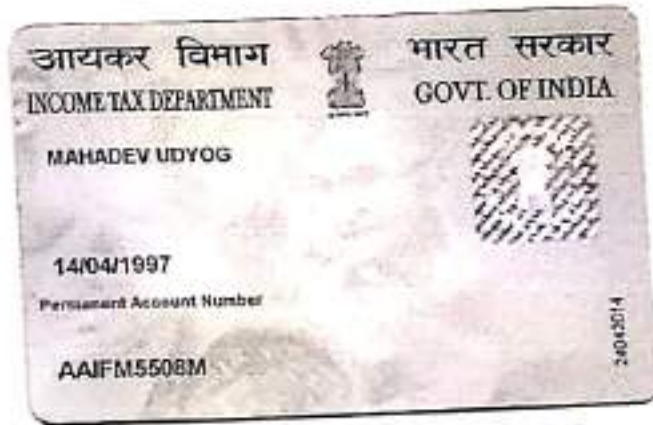 आयकर विभाग
भारत सरकार
INCOME TAX DEPARTMENT
GOVT. OF INDIA
MAHADEV UDYOG
14/04/1997
Permanent Account Number
AAIFM5508M
24042014